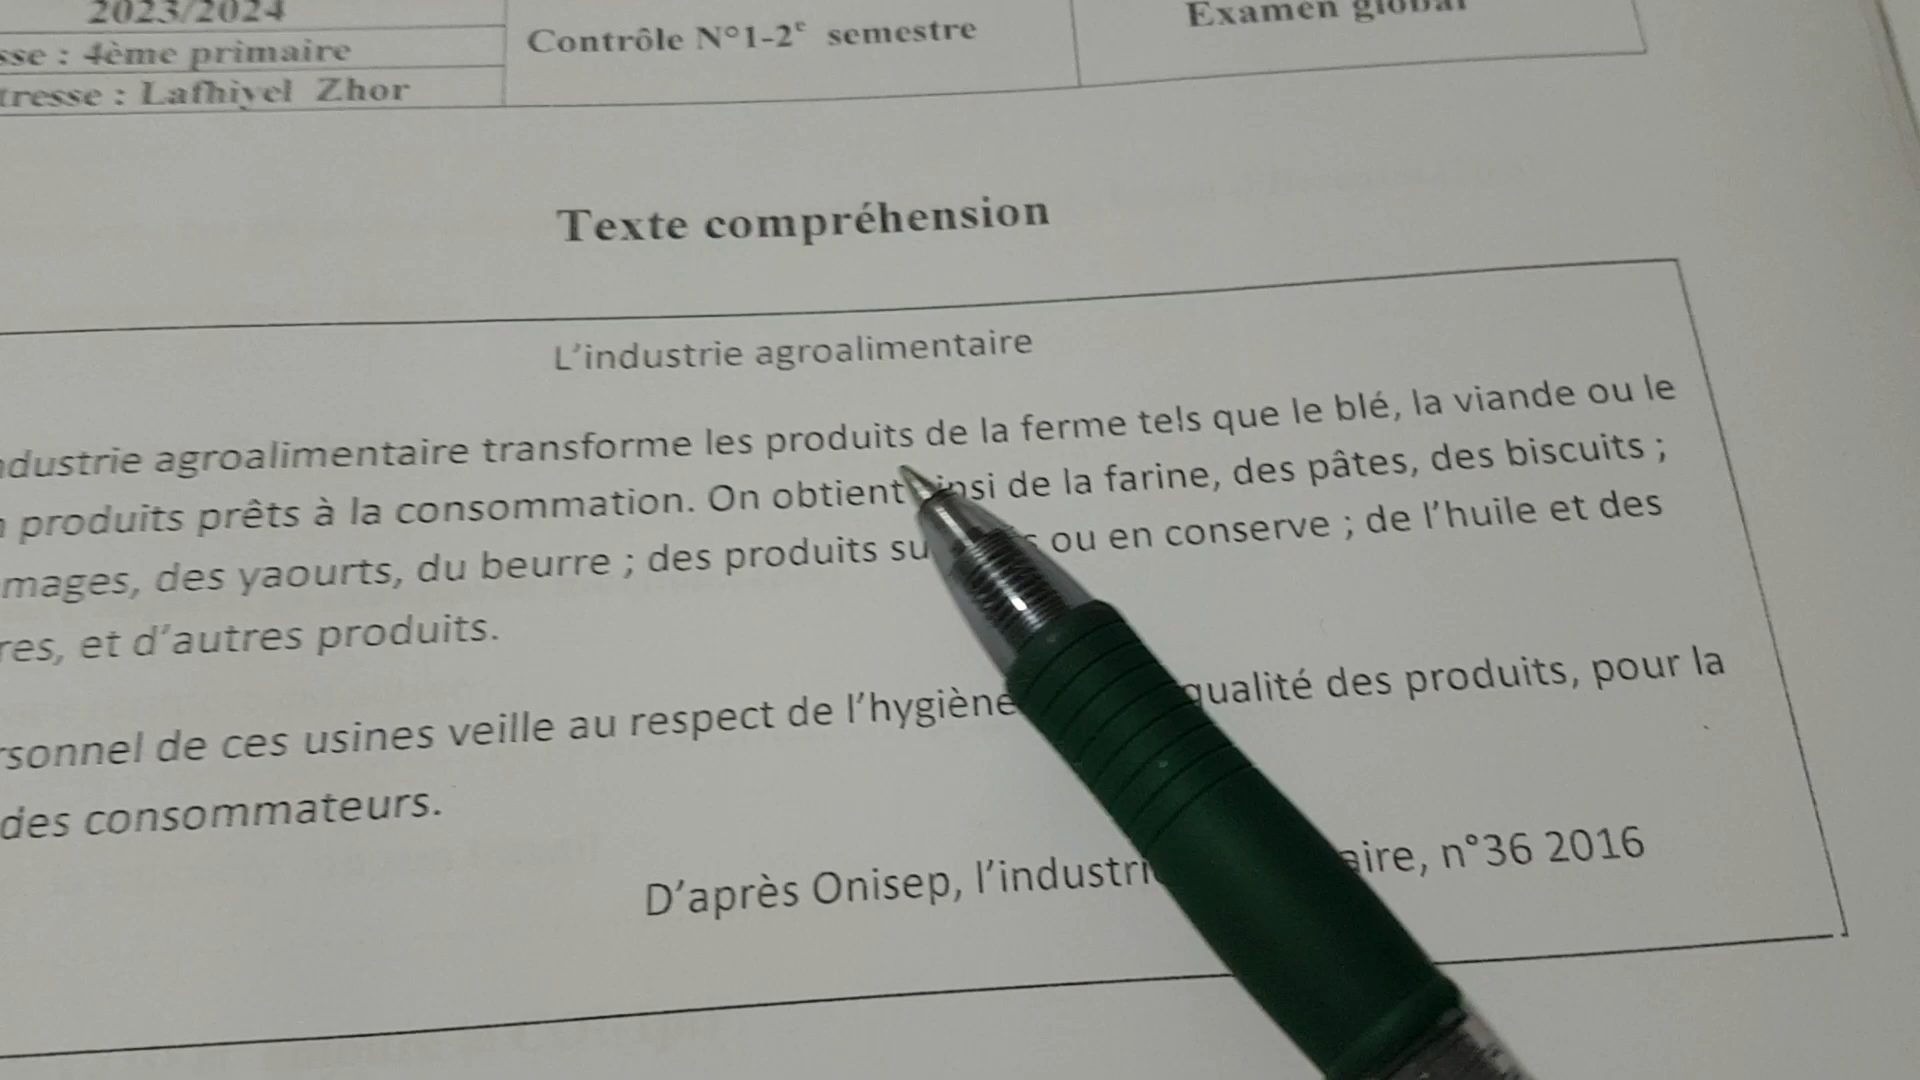 2023/2024
sse : 4ème primaire
tresse : Lafhiyel Zhor
Contrôle N°1-2e semestre
Examen global
Texte compréhension
L'industrie agroalimentaire
ndustrie agroalimentaire transforme les produits de la ferme tels que le blé, la viande ou le
produits prêts à la consommation. On obtient insi de la farine, des pâtes, des biscuits ;
mages, des yaourts, du beurre ; des produits su ou en conserve ; de l'huile et des
res, et d'autres produits.
rsonnel de ces usines veille au respect de l'hygiène qualité des produits, pour la
des consommateurs.
D'après Onisep, l'industri aire, n°36 2016